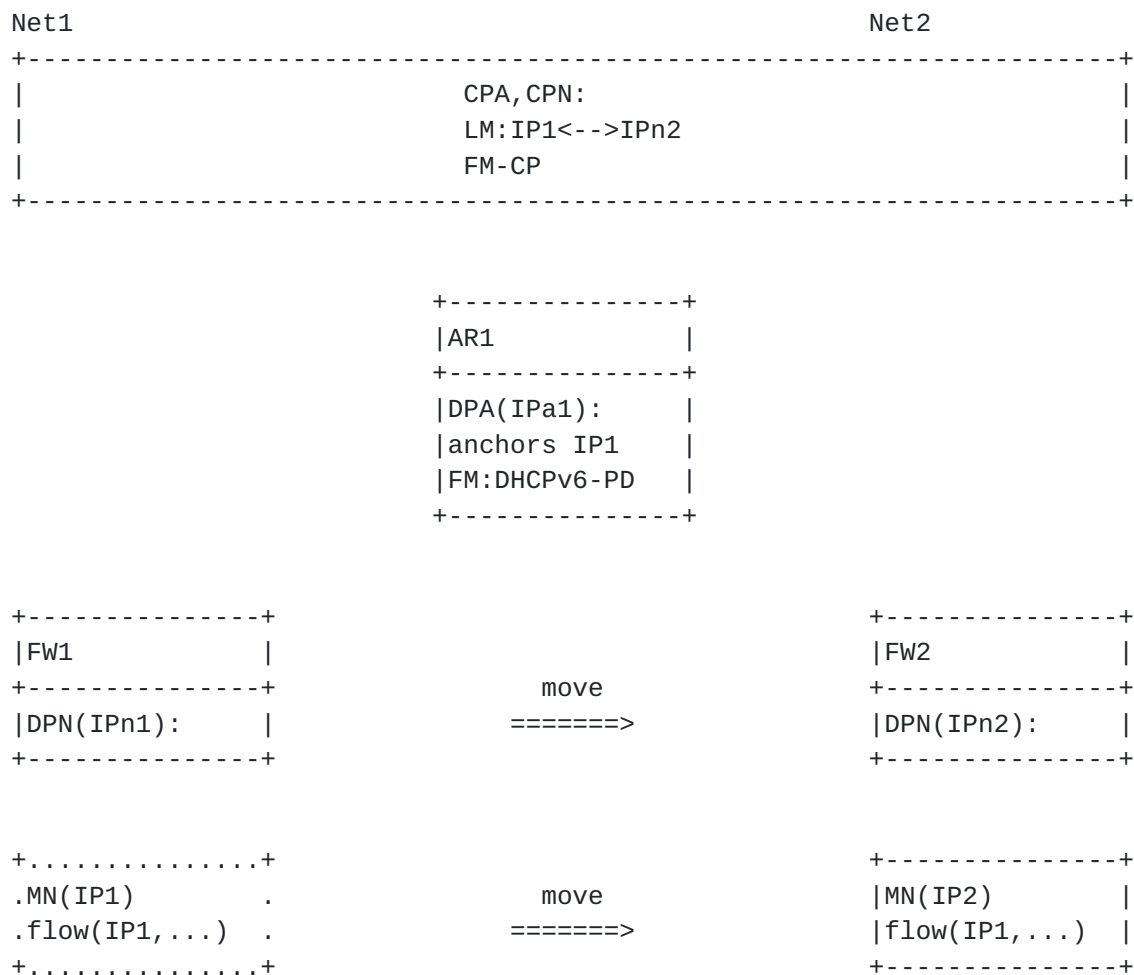 Net1 Net2
CPA,CPN:
LM:IP1<-->IPn2
FM-CP
AR1
DPA(IPa1):
anchors IP1
FM:DHCPv6-PD
FW1 FW2
move
DPN(IPn1): =======> DPN(IPn2):
MN(IP1) move MN(IP2)
flow(IP1,...) =======> flow(IP1,...)